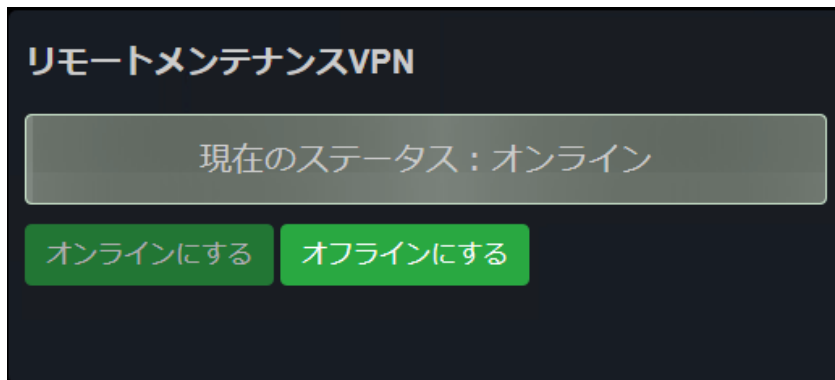 リモートメンテナンスVPN
現在のステータス：オンライン
オンラインにする オフラインにする